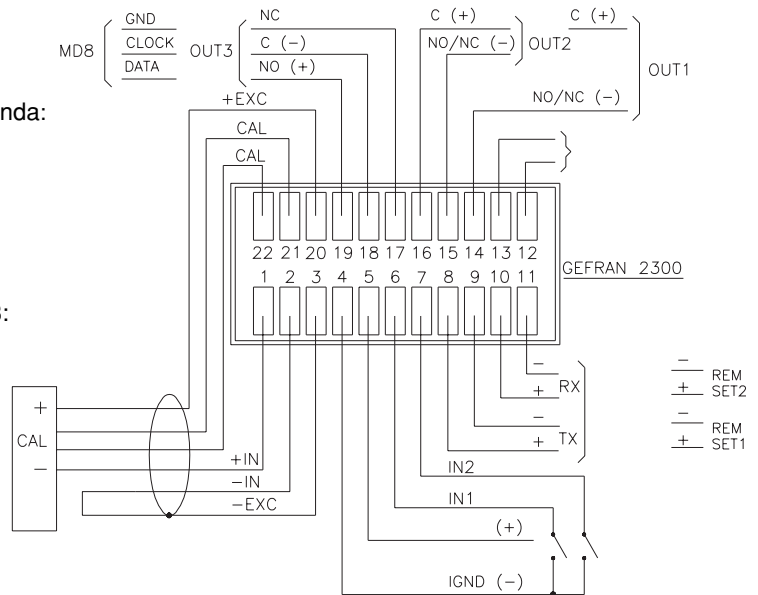 GND
NC
C (+)
C (+)
MD8
CLOCK
OUT3
C (-)
NO/NC (-)
OUT2
DATA
NO (+)
OUT1
+EXC
NO/NC (-)
nda:
CAL
CAL
22 21 20 19 18 17 16 15 14 13 12
1 2 3 4 5 6 7 8 9 10 11
GEFRAN 2300
:
- 
+ RX
-
+ TX
-
REM
+ SET2
-
REM
+ SET1
+
CAL
-
+IN
-IN
-EXC
IN2
IN1
(+)
IGND (-)